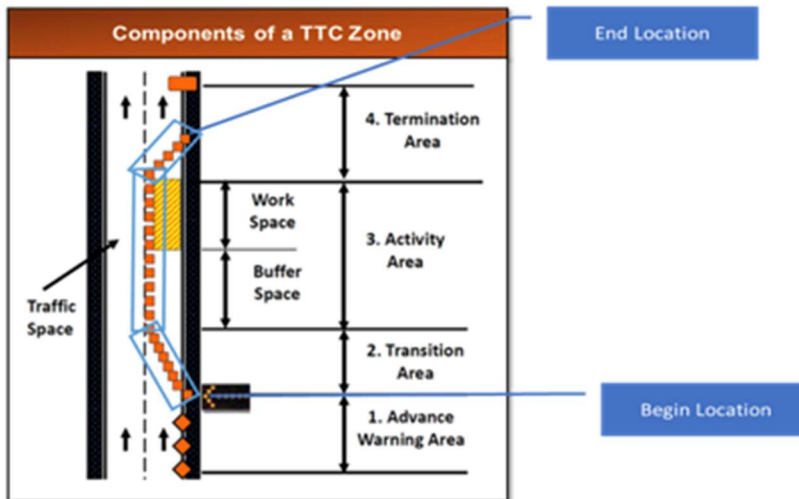 Components of a TTC Zone
End Location
4. Termination
Area
Work
Space
3. Activity
Area
Buffer
Space
Traffic
Space
2. Transition
Area
1. Advance
Warning Area
Begin Location